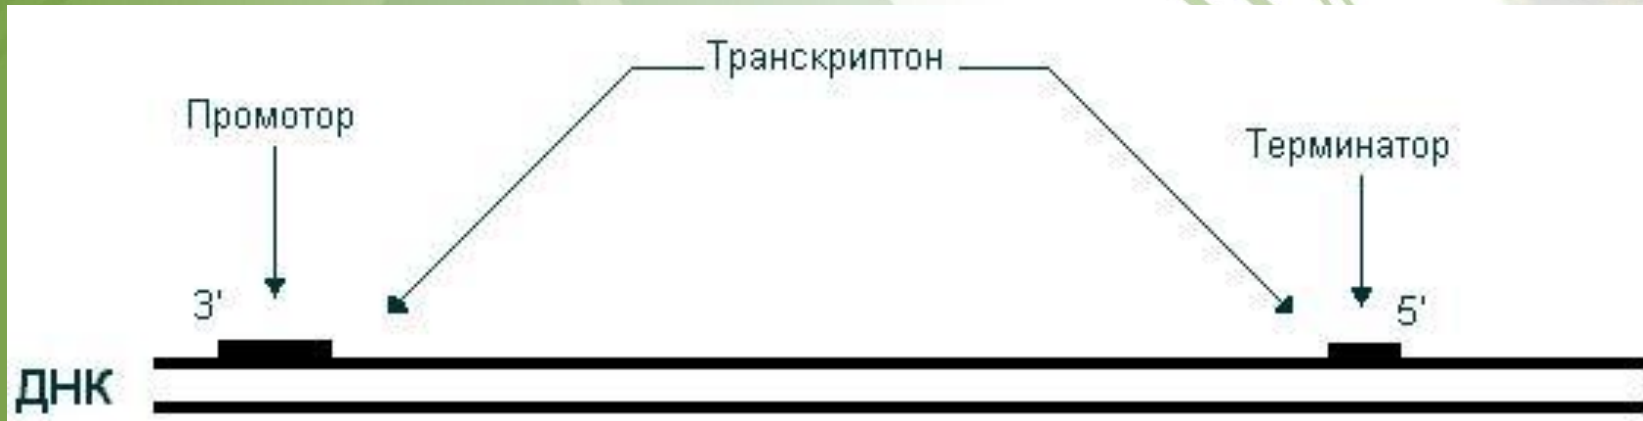 Транскриптон
Промотор
Терминатор
3'
5'
ДНК